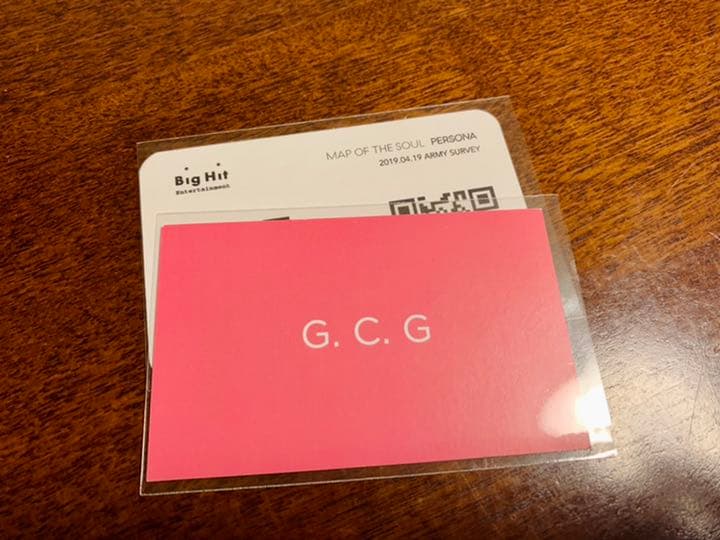 Big Hit
Entertainment
MAP OF THE SOUL PERSONA
2019.04.19 ARMY SURVEY
G. C. G